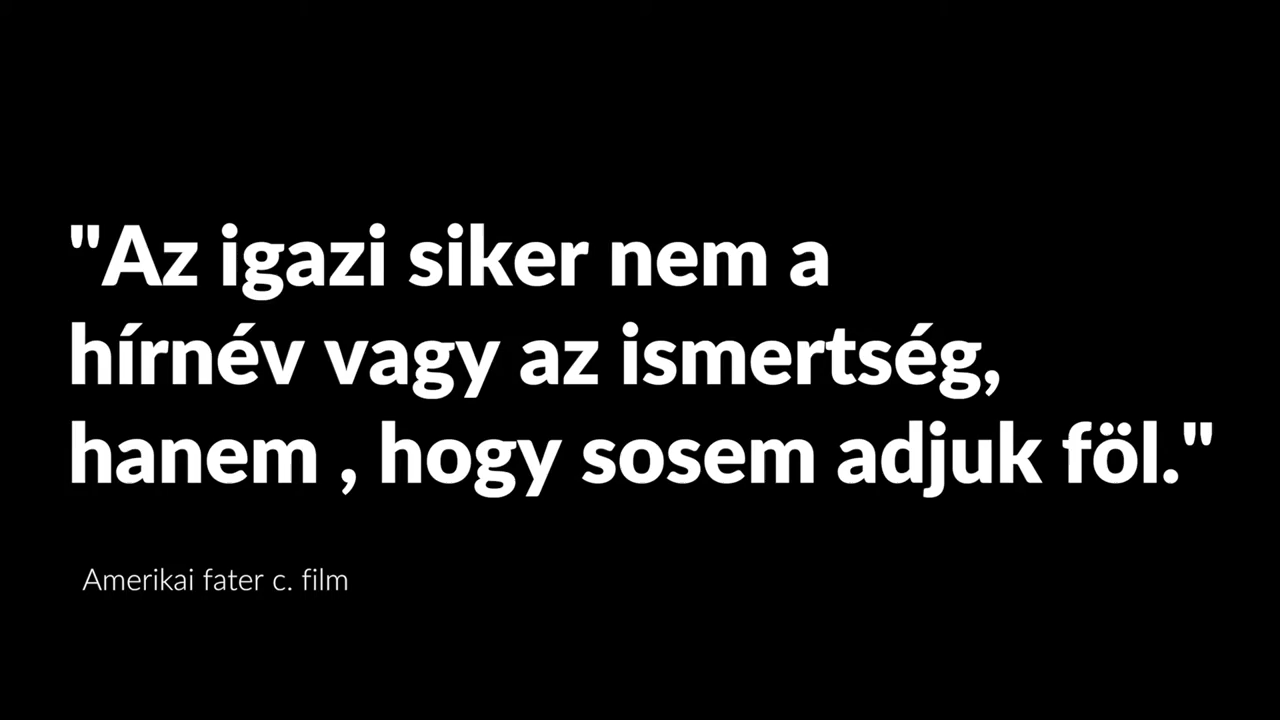 "Az igazi siker nem a
hírnév vagy az ismertség,
hanem , hogy sosem adjuk föl."
Amerikai fater c. film